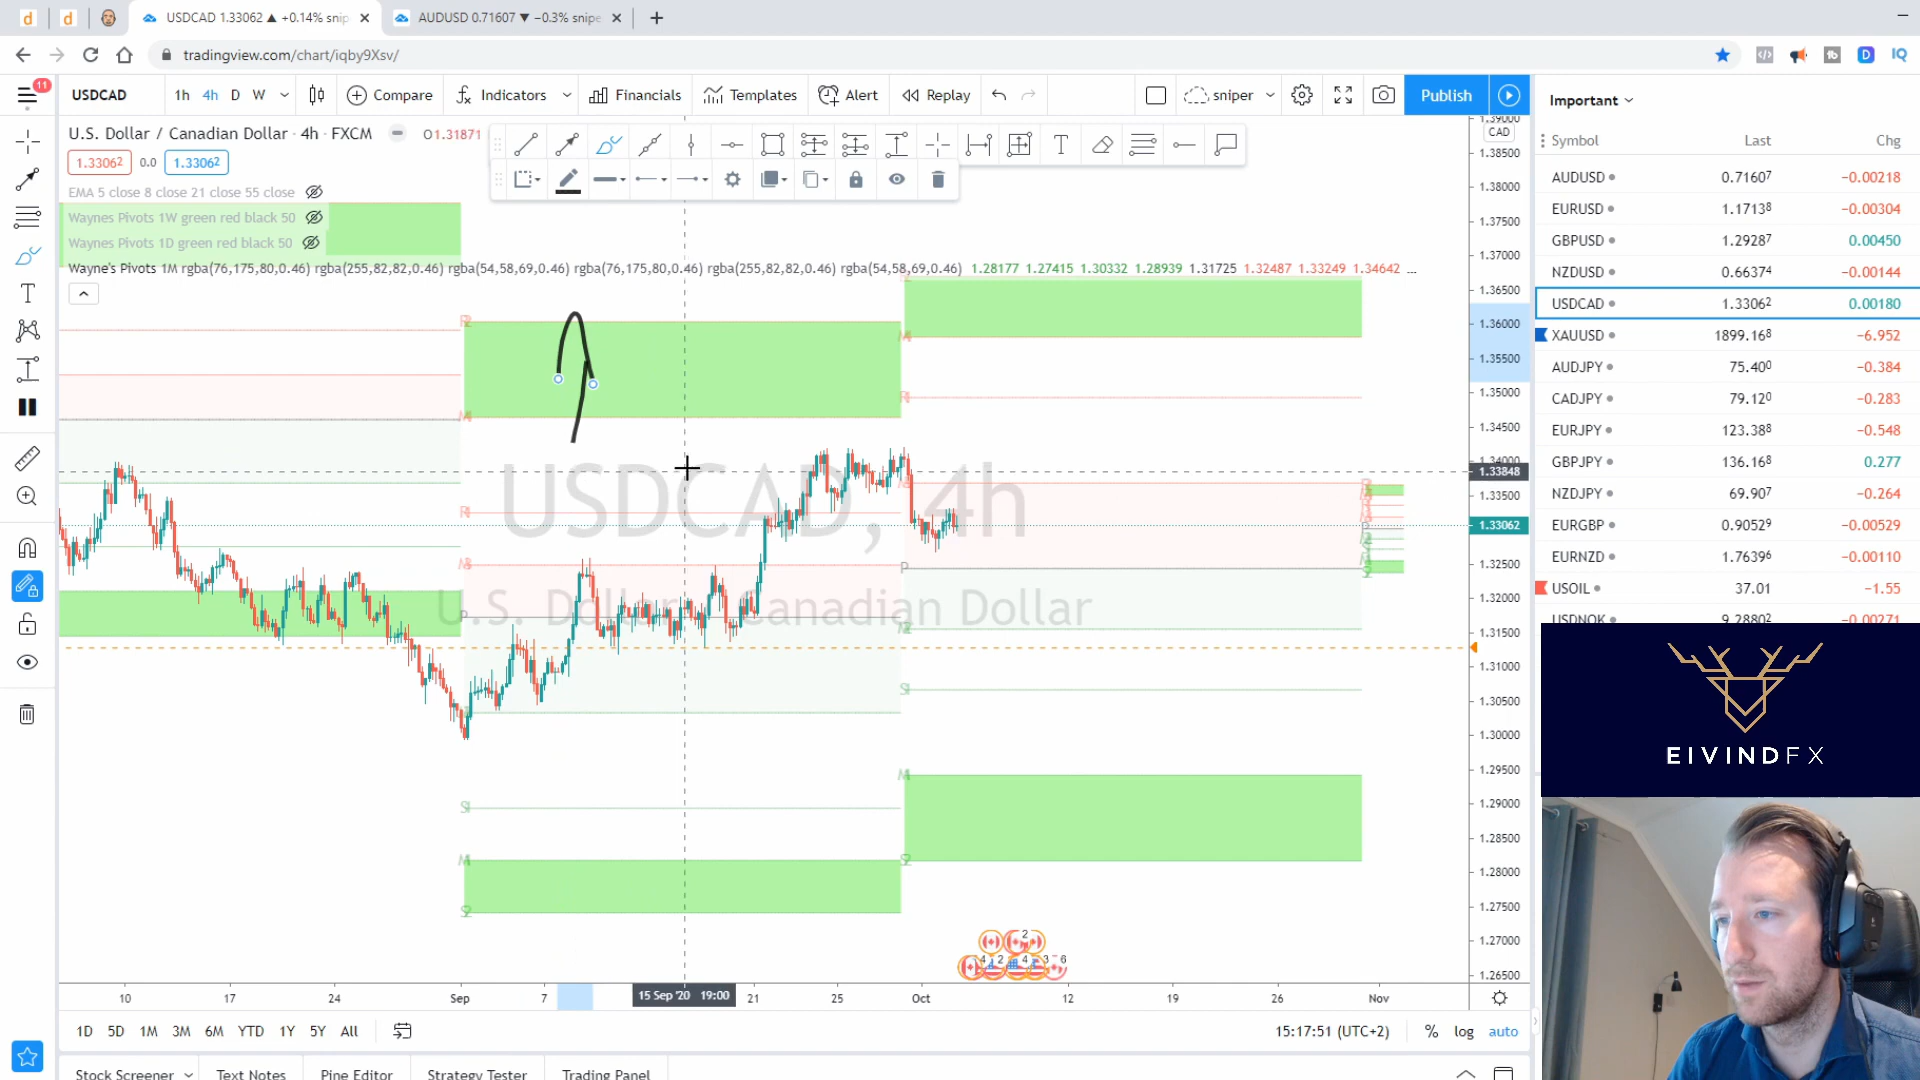 USDCAD 1.33062 ▲ +0.14% snip
AUDUSD 0.71607 ▼ −0.3% snipe
tradingview.com/chart/iqby9Xsv/
11
USDCAD
1h 4h D W
Compare
Indicators
Financials
Templates
Alert
Replay
sniper
Publish
Important
U.S. Dollar / Canadian Dollar · 4h · FXCM
O1.31871
1.33062 0.0 1.33062
EMA 5 close 8 close 21 close 55 close
Waynes Pivots 1W green red black 50
Waynes Pivots 1D green red black 50
Wayne's Pivots 1M rgba(76,175,80,0.46) rgba(255,82,82,0.46) rgba(54,58,69,0.46) rgba(76,175,80,0.46) rgba(255,82,82,0.46) rgba(54,58,69,0.46) 1.28177 1.27415 1.30332 1.28939 1.31725 1.32487 1.33249 1.34642 ...
USDCAD, 4h
U.S. Dollar / Canadian Dollar
1.39000
CAD
1.38500
1.38000
1.37500
1.37000
1.36500
1.36000
1.35500
1.35000
1.34500
1.34000
1.33848
1.33500
1.33062
1.32500
1.32000
1.31500
1.31000
1.30500
1.30000
1.29500
1.29000
1.28500
1.28000
1.27500
1.27000
1.26500
10 17 24 Sep 7 15 Sep '20 19:00 21 25 Oct 12 19 26 Nov
1D 5D 1M 3M 6M YTD 1Y 5Y All
15:17:51 (UTC+2) % log auto
Stock Screener Text Notes Pine Editor Strategy Tester Trading Panel
Symbol Last Chg
AUDUSD 0.71607 −0.00218
EURUSD 1.17138 −0.00304
GBPUSD 1.29287 0.00450
NZDUSD 0.66374 −0.00144
USDCAD 1.33062 0.00180
XAUUSD 1899.168 −6.952
AUDJPY 75.400 −0.384
CADJPY 79.120 −0.283
EURJPY 123.388 −0.548
GBPJPY 136.168 0.277
NZDJPY 69.907 −0.264
EURGBP 0.90529 −0.00529
EURNZD 1.76396 −0.00110
USOIL 37.01 −1.55
USDNOK 9.28802 −0.00271
EIVINDFX